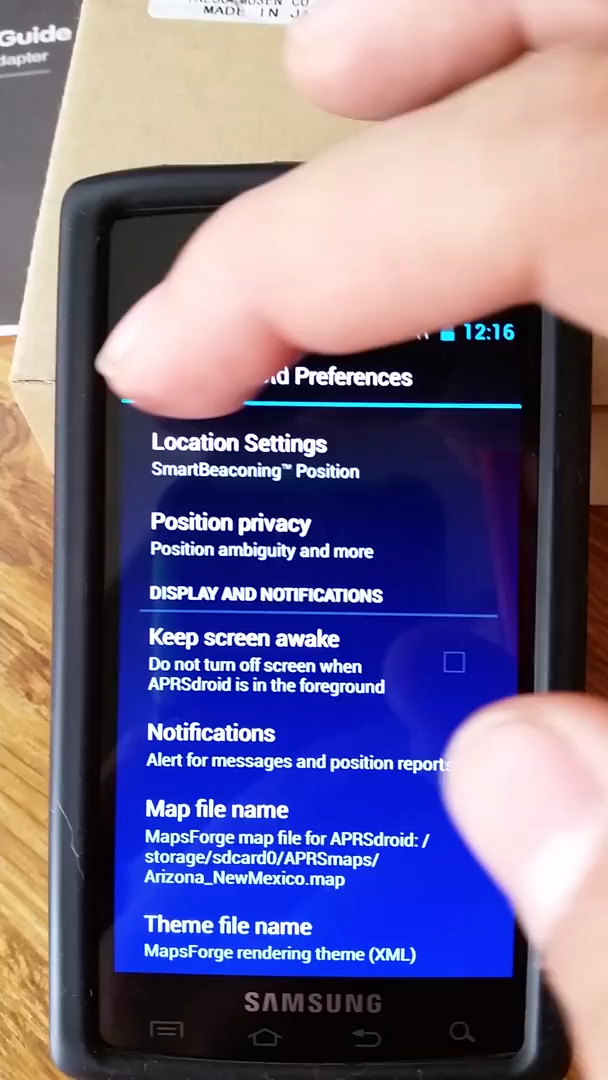 MADE IN
Guide
dapter
12:16
Preferences
Location Settings
SmartBeaconing™ Position
Position privacy
Position ambiguity and more
DISPLAY AND NOTIFICATIONS
Keep screen awake
Do not turn off screen when
APRSdroid is in the foreground
Notifications
Alert for messages and position reports
Map file name
MapsForge map file for APRSdroid: /
storage/sdcard0/APRSmaps/
Arizona_NewMexico.map
Theme file name
MapsForge rendering theme (XML)
SAMSUNG